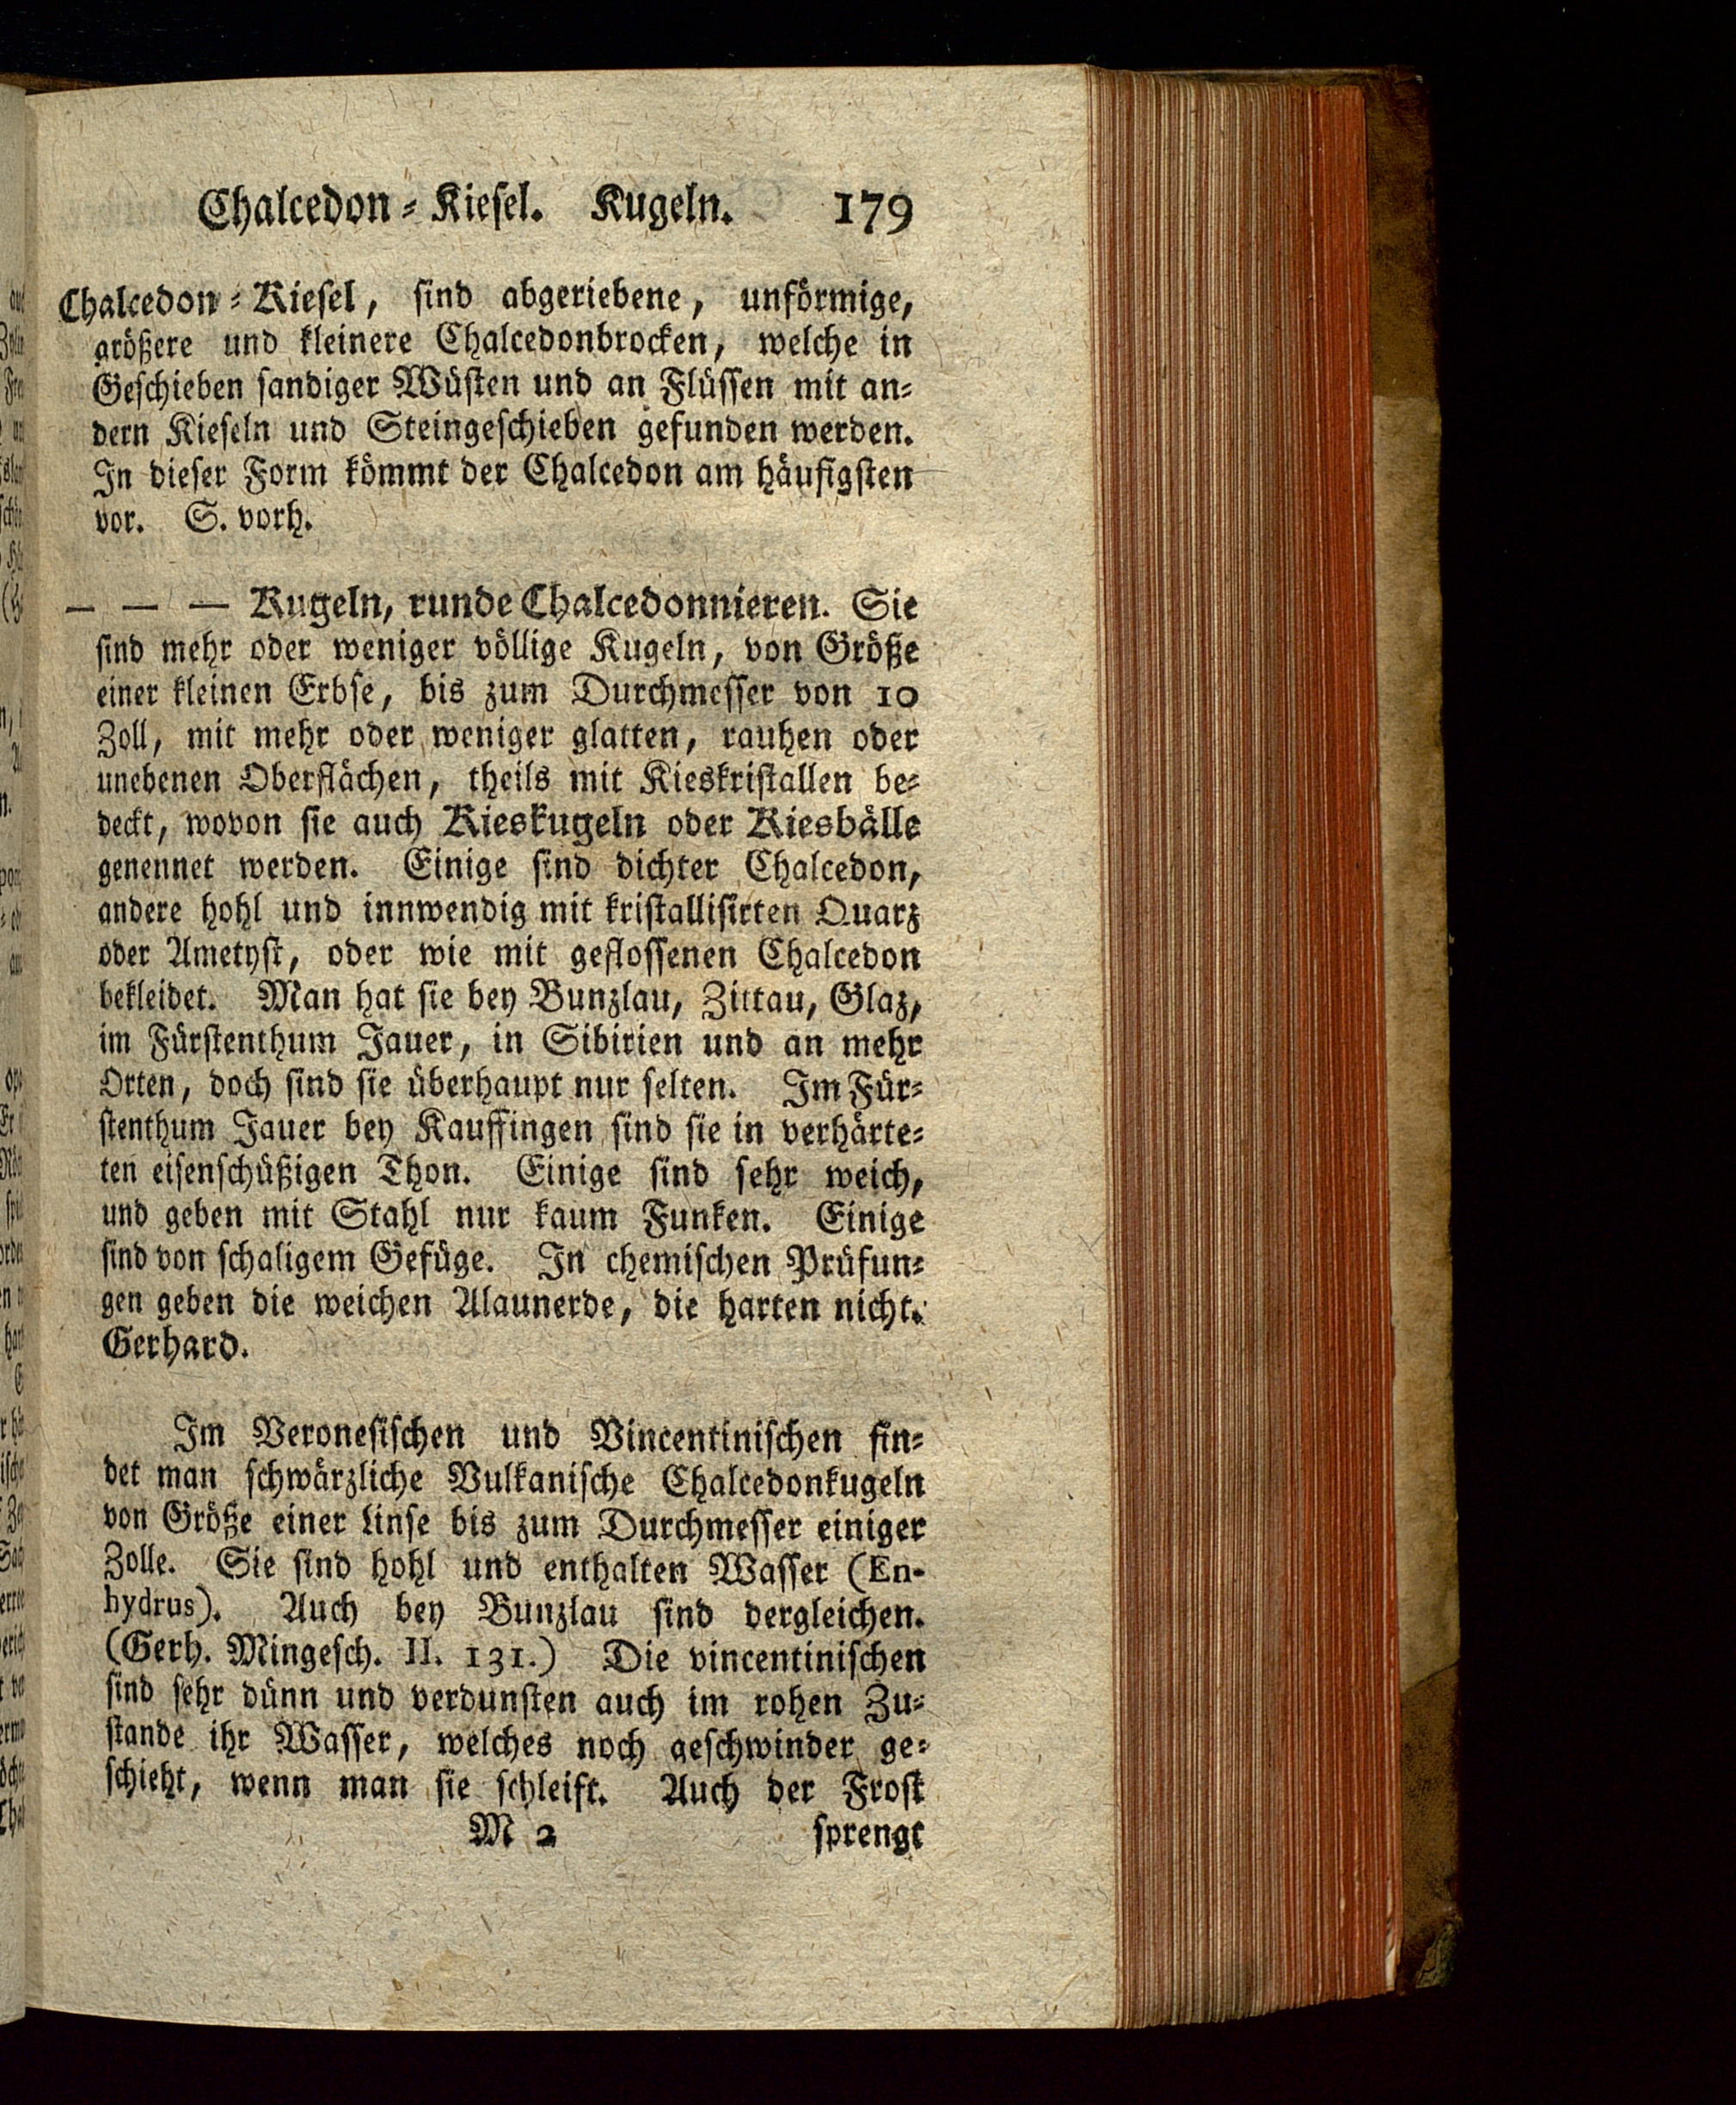 Chalcedon-Kiesel. Kugeln. 179
Chalcedon-Kiesel, sind abgeriebene, unförmige,
größere und kleinere Chalcedonbrocken, welche in
Geschieben sandiger Wüsten und an Flüssen mit an-
dern Kieseln und Steingeschieben gefunden werden.
In dieser Form kömmt der Chalcedon am häufigsten
vor. S. vorh.
— — — Kugeln, runde Chalcedonnieren. Sie
sind mehr oder weniger völlige Kugeln, von Größe
einer kleinen Erbse, bis zum Durchmesser von 10
Zoll, mit mehr oder weniger glatten, rauhen oder
unebenen Oberflächen, theils mit Kieskristallen be-
deckt, wovon sie auch Kieskugeln oder Kiesbälle
genennet werden. Einige sind dichter Chalcedon,
andere hohl und innwendig mit kristallisirten Quarz
oder Ametyst, oder wie mit geflossenen Chalcedon
bekleidet. Man hat sie bey Bunzlau, Zittau, Glaz,
im Fürstenthum Jauer, in Sibirien und an mehr
Orten, doch sind sie überhaupt nur selten. Im Für-
stenthum Jauer bey Kauffingen sind sie in verhärte-
ten eisenschüßigen Thon. Einige sind sehr weich,
und geben mit Stahl nur kaum Funken. Einige
sind von schaligem Gefüge. In chemischen Prüfun-
gen geben die weichen Alaunerde, die harten nicht.
Gerhard.
Im Veronesischen und Vincentinischen fin-
det man schwärzliche Vulkanische Chalcedonkugeln
von Größe einer Linse bis zum Durchmesser einiger
Zolle. Sie sind hohl und enthalten Wasser (En-
hydrus). Auch bey Bunzlau sind dergleichen.
(Gerh. Mingesch. II. 131.) Die vincentinischen
sind sehr dünn und verdunsten auch im rohen Zu-
stande ihr Wasser, welches noch geschwinder ge-
schieht, wenn man sie schleift. Auch der Frost
M 2 sprengt